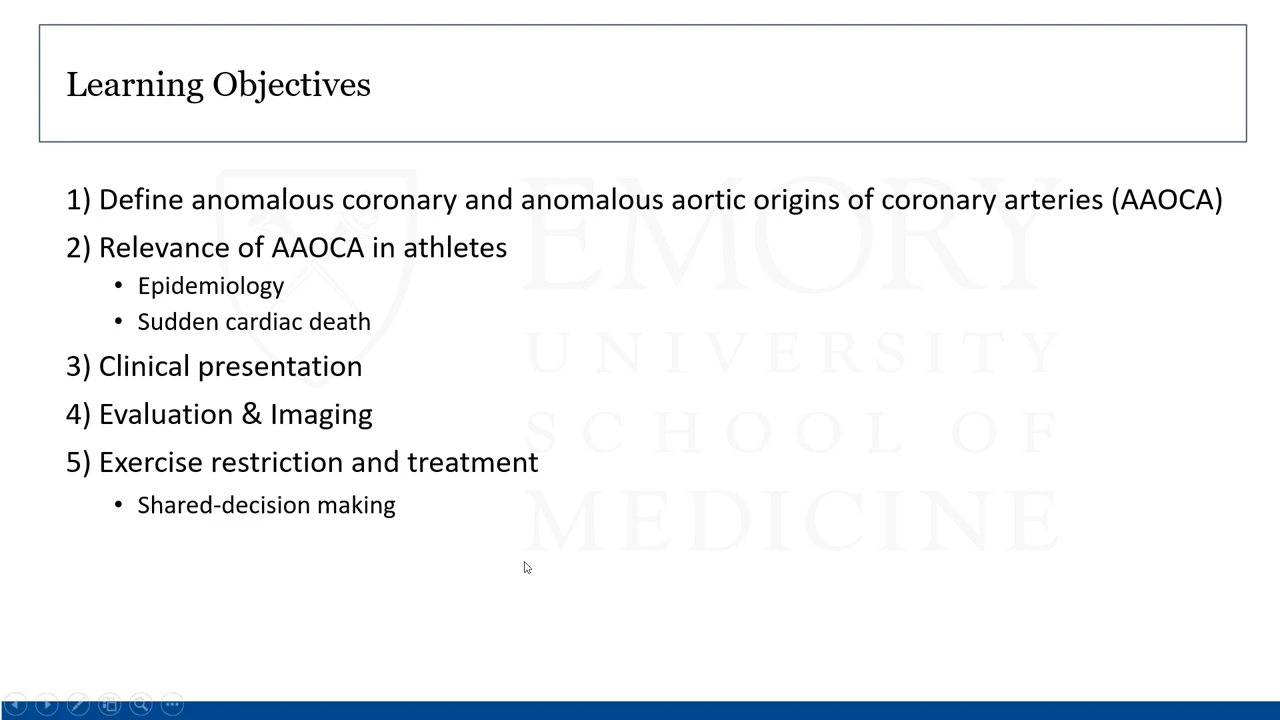 Learning Objectives
1) Define anomalous coronary and anomalous aortic origins of coronary arteries (AAOCA)
2) Relevance of AAOCA in athletes
• Epidemiology
• Sudden cardiac death
3) Clinical presentation
4) Evaluation & Imaging
5) Exercise restriction and treatment
• Shared-decision making
EMORY
UNIVERSITY
SCHOOL OF
MEDICINE